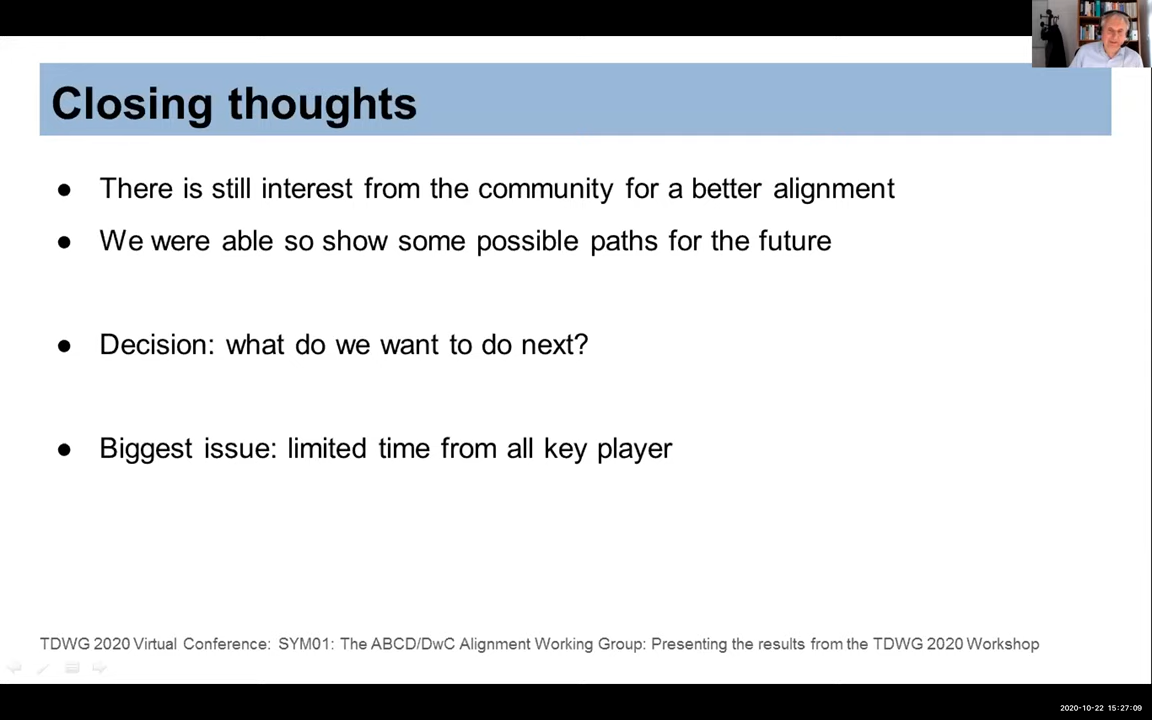 Closing thoughts
● There is still interest from the community for a better alignment
● We were able so show some possible paths for the future
● Decision: what do we want to do next?
● Biggest issue: limited time from all key player
TDWG 2020 Virtual Conference: SYM01: The ABCD/DwC Alignment Working Group: Presenting the results from the TDWG 2020 Workshop
2020-10-22 15:27:09